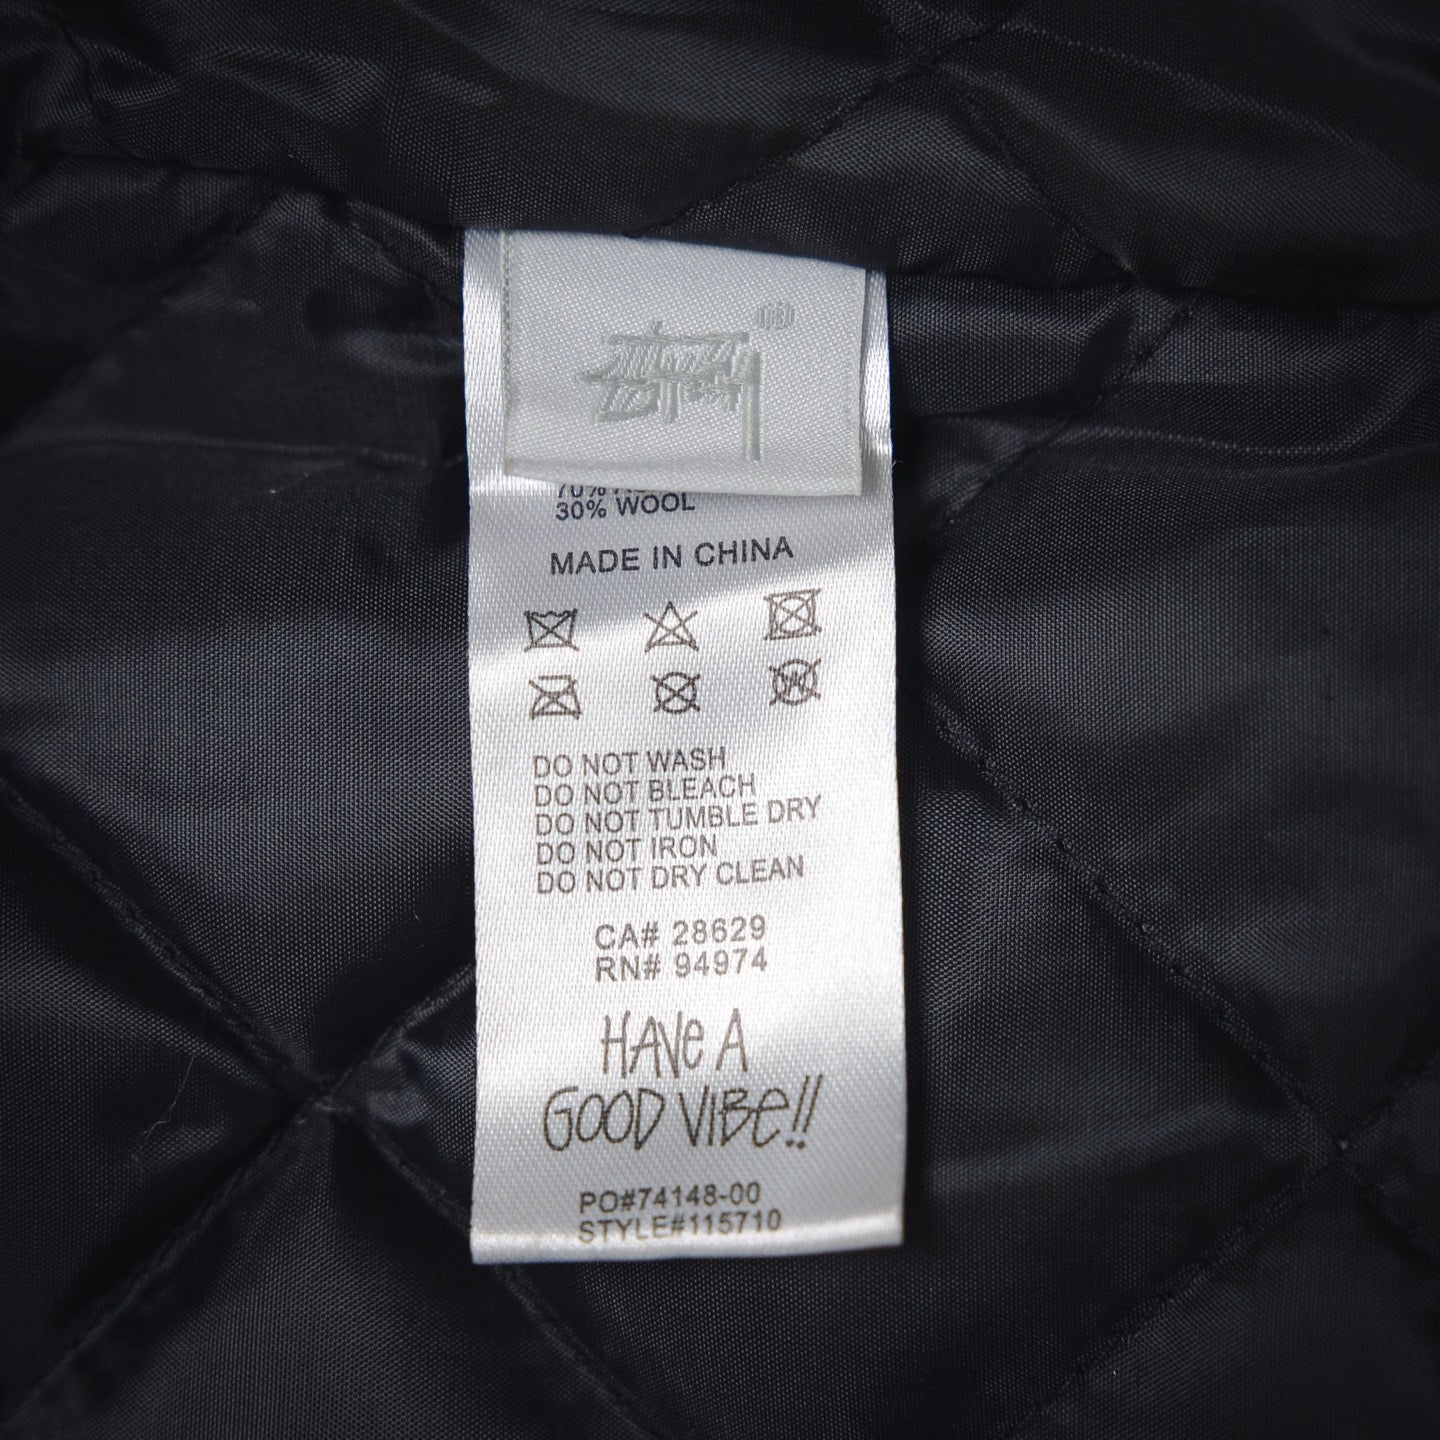 70%
30% WOOL
MADE IN CHINA
DO NOT WASH
DO NOT BLEACH
DO NOT TUMBLE DRY
DO NOT IRON
DO NOT DRY CLEAN
CA# 28629
RN# 94974
HAVE A
GOOD VIBE!!
PO#74148-00
STYLE#115710